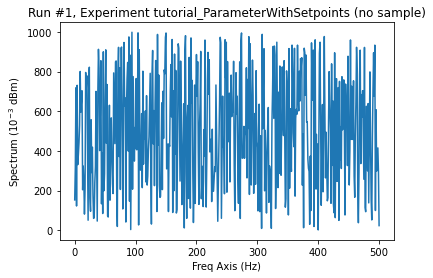 Run #1, Experiment tutorial_ParameterWithSetpoints (no sample)
1000
800
600
400
200
0
Spectrum (10⁻³ dBm)
0 100 200 300 400 500
Freq Axis (Hz)